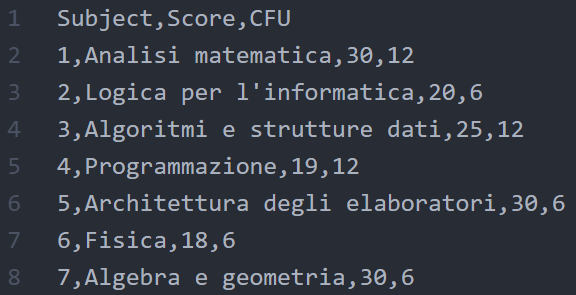 1 Subject,Score,CFU
2 1,Analisi matematica,30,12
3 2,Logica per l'informatica,20,6
4 3,Algoritmi e strutture dati,25,12
5 4,Programmazione,19,12
6 5,Architettura degli elaboratori,30,6
7 6,Fisica,18,6
8 7,Algebra e geometria,30,6